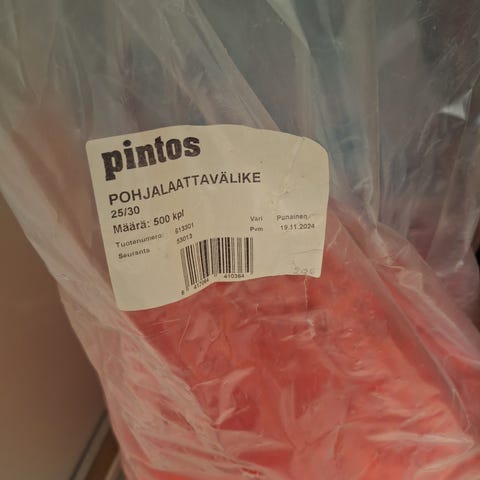 pintos
POHJALAATTAVÄLIKE
25/30
Määrä: 500 kpl
Tuotenumero: 613301 Väri Punainen
Seuranta 53013 Pvm 19.11.2024